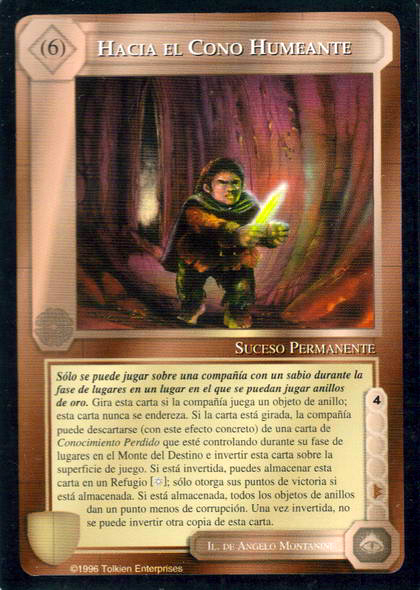 (6)
HACIA EL CONO HUMEANTE
SUCESO PERMANENTE
Sólo se puede jugar sobre una compañía con un sabio durante la
fase de lugares en un lugar en el que se puedan jugar anillos
de oro. Gira esta carta si la compañía juega un objeto de anillo;
esta carta nunca se endereza. Si la carta está girada, la compañía
puede descartarse (con este efecto concreto) de una carta de
Conocimiento Perdido que esté controlando durante su fase de
lugares en el Monte del Destino e invertir esta carta sobre la
superficie de juego. Si está invertida, puedes almacenar esta
carta en un Refugio [ ]; sólo otorga sus puntos de victoria si
está almacenada. Si está almacenada, todos los objetos de anillos
dan un punto menos de corrupción. Una vez invertida, no
se puede invertir otra copia de esta carta.
4
IL. DE ANGELO MONTANINI
©1996 Tolkien Enterprises